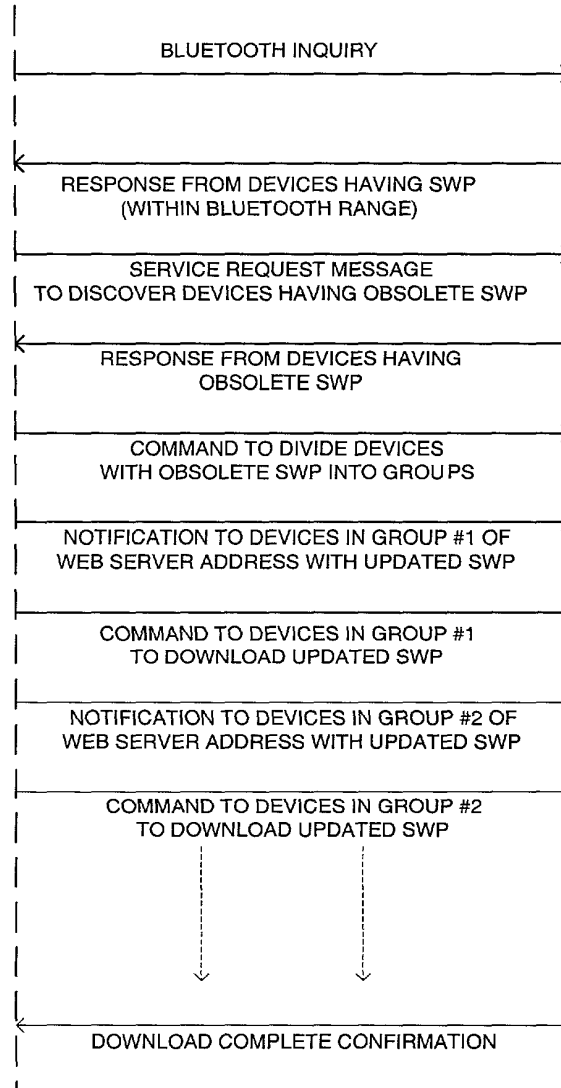 BLUETOOTH INQUIRY
RESPONSE FROM DEVICES HAVING SWP
(WITHIN BLUETOOTH RANGE)
SERVICE REQUEST MESSAGE
TO DISCOVER DEVICES HAVING OBSOLETE SWP
RESPONSE FROM DEVICES HAVING
OBSOLETE SWP
COMMAND TO DIVIDE DEVICES
WITH OBSOLETE SWP INTO GROUPS
NOTIFICATION TO DEVICES IN GROUP #1 OF
WEB SERVER ADDRESS WITH UPDATED SWP
COMMAND TO DEVICES IN GROUP #1
TO DOWNLOAD UPDATED SWP
NOTIFICATION TO DEVICES IN GROUP #2 OF
WEB SERVER ADDRESS WITH UPDATED SWP
COMMAND TO DEVICES IN GROUP #2
TO DOWNLOAD UPDATED SWP
DOWNLOAD COMPLETE CONFIRMATION